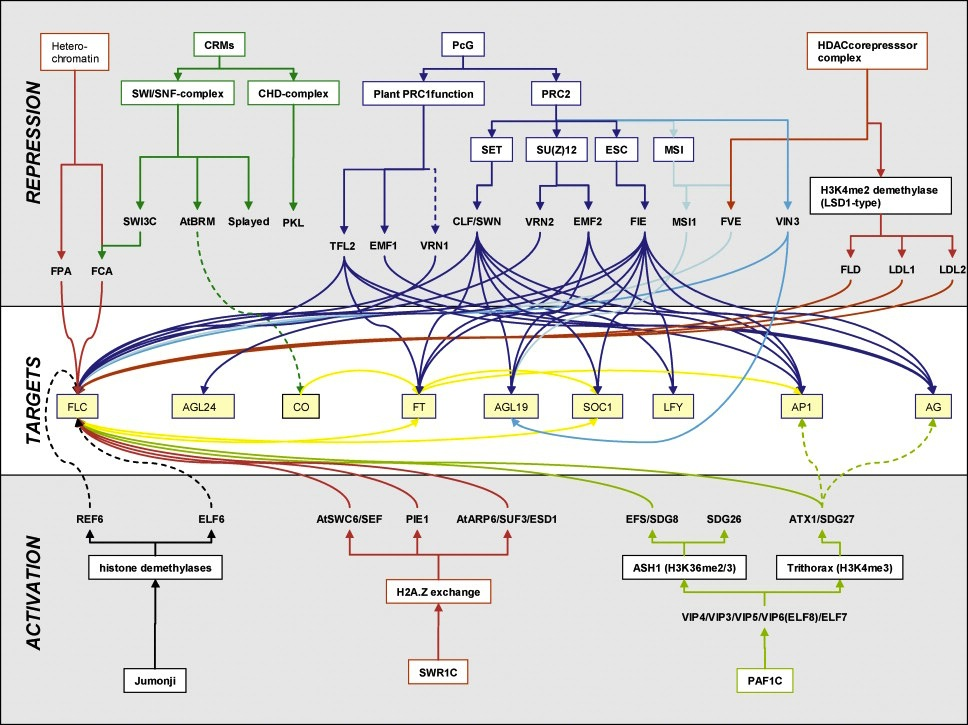 REPRESSION
Hetero-
chromatin
CRMs
PcG
HDACcorepresssor
complex
SWI/SNF-complex
CHD-complex
Plant PRC1function
PRC2
SET
SU(Z)12
ESC
MSI
H3K4me2 demethylase
(LSD1-type)
SWI3C
AtBRM
Splayed
PKL
CLF/SWN
VRN2
EMF2
FIE
MSI1
FVE
VIN3
TFL2
EMF1
VRN1
FPA
FCA
FLD
LDL1
LDL2
TARGETS
FLC
AGL24
CO
FT
AGL19
SOC1
LFY
AP1
AG
ACTIVATION
REF6
ELF6
AtSWC6/SEF
PIE1
AtARP6/SUF3/ESD1
EFS/SDG8
SDG26
ATX1/SDG27
histone demethylases
ASH1 (H3K36me2/3)
Trithorax (H3K4me3)
H2A.Z exchange
VIP4/VIP3/VIP5/VIP6(ELF8)/ELF7
Jumonji
SWR1C
PAF1C